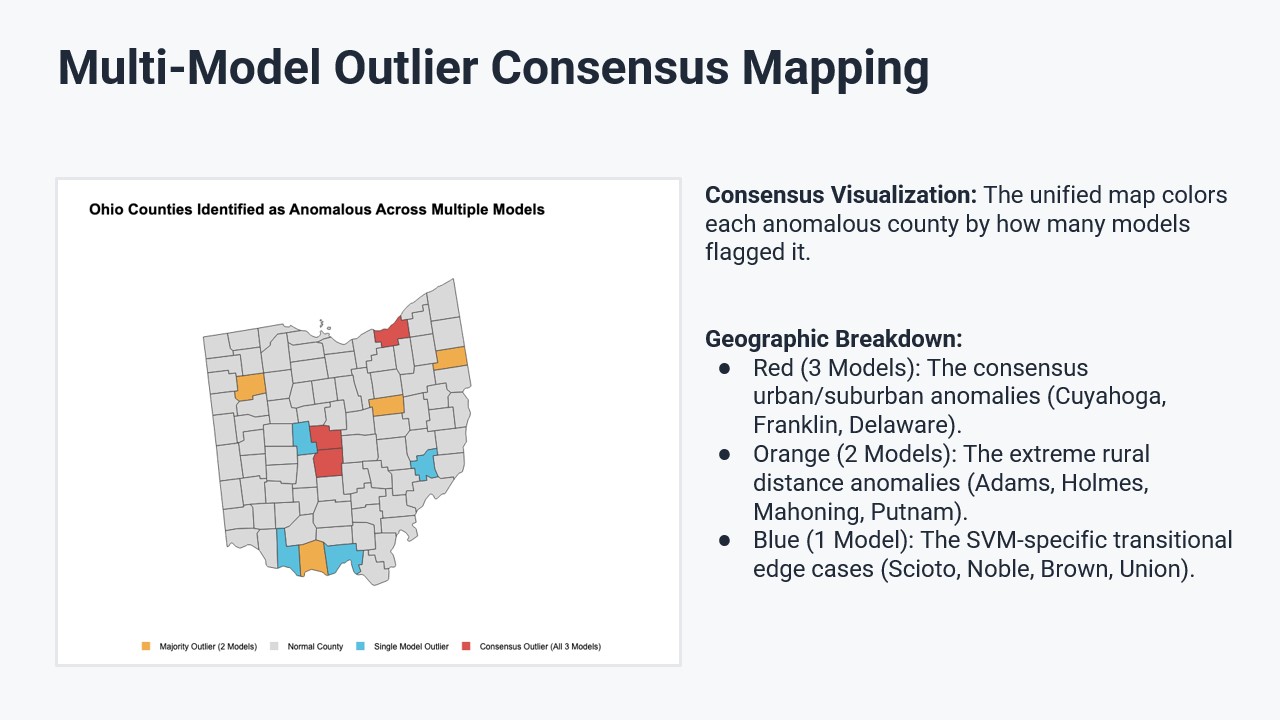 Multi-Model Outlier Consensus Mapping
Ohio Counties Identified as Anomalous Across Multiple Models
Majority Outlier (2 Models)
Normal County
Single Model Outlier
Consensus Outlier (All 3 Models)
Consensus Visualization: The unified map colors
each anomalous county by how many models
flagged it.
Geographic Breakdown:
● Red (3 Models): The consensus
urban/suburban anomalies (Cuyahoga,
Franklin, Delaware).
● Orange (2 Models): The extreme rural
distance anomalies (Adams, Holmes,
Mahoning, Putnam).
● Blue (1 Model): The SVM-specific transitional
edge cases (Scioto, Noble, Brown, Union).